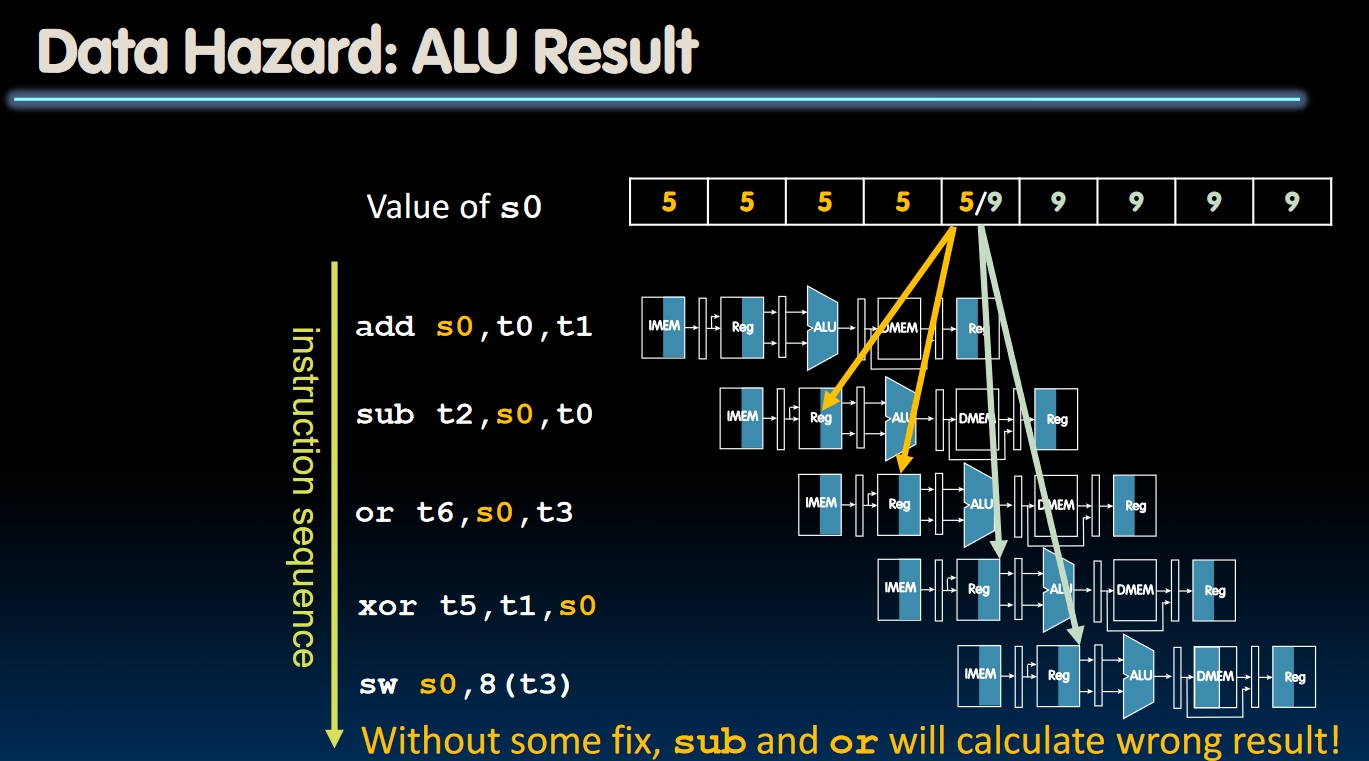 Data Hazard: ALU Result
Value of s0
5 5 5 5 5/9 9 9 9 9
instruction sequence
add s0,t0,t1
IMEM Reg ALU DMEM Reg
sub t2,s0,t0
IMEM Reg ALU DMEM Reg
or t6,s0,t3
IMEM Reg ALU DMEM Reg
xor t5,t1,s0
IMEM Reg ALU DMEM Reg
sw s0,8(t3)
IMEM Reg ALU DMEM Reg
Without some fix, sub and or will calculate wrong result!